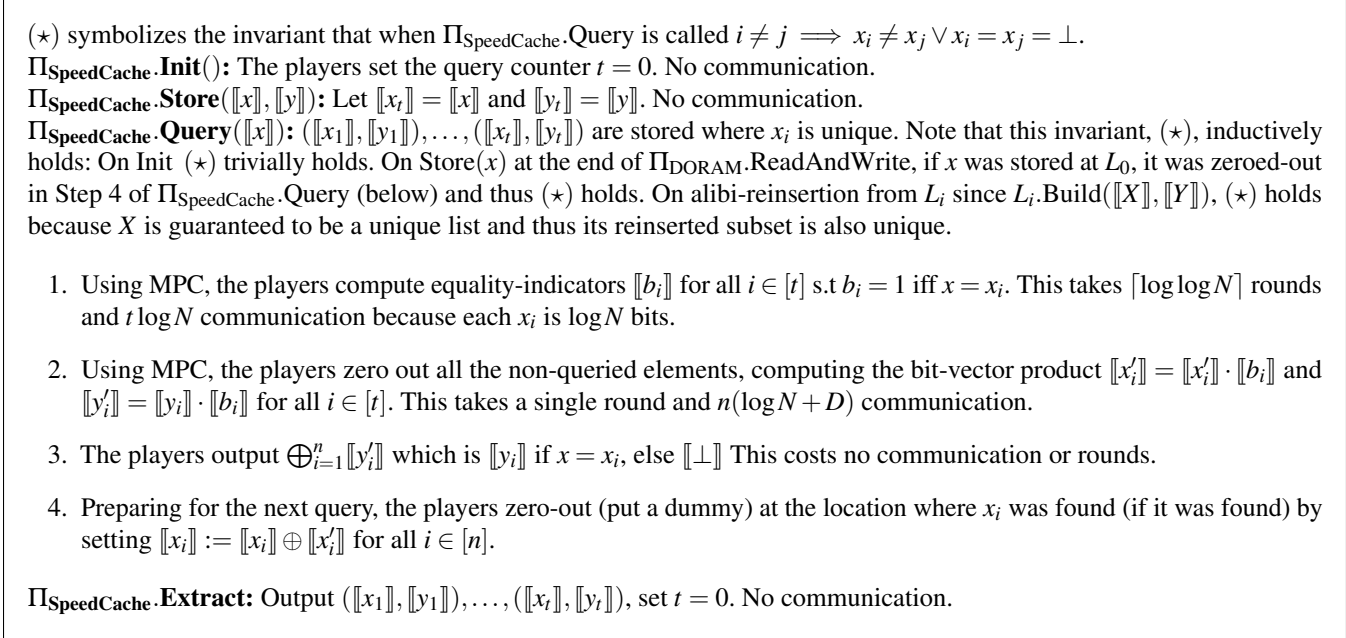 (⋆) symbolizes the invariant that when Π_SpeedCache.Query is called i ≠ j ⟹ x_i ≠ x_j ∨ x_i = x_j = ⊥.
Π_SpeedCache.Init(): The players set the query counter t = 0. No communication.
Π_SpeedCache.Store(⟦x⟧,⟦y⟧): Let ⟦x_t⟧ = ⟦x⟧ and ⟦y_t⟧ = ⟦y⟧. No communication.
Π_SpeedCache.Query(⟦x⟧): (⟦x_1⟧,⟦y_1⟧),…,(⟦x_t⟧,⟦y_t⟧) are stored where x_i is unique. Note that this invariant, (⋆), inductively
holds: On Init (⋆) trivially holds. On Store(x) at the end of Π_DORAM.ReadAndWrite, if x was stored at L_0, it was zeroed-out
in Step 4 of Π_SpeedCache.Query (below) and thus (⋆) holds. On alibi-reinsertion from L_i since L_i.Build(⟦X⟧,⟦Y⟧), (⋆) holds
because X is guaranteed to be a unique list and thus its reinserted subset is also unique.
1. Using MPC, the players compute equality-indicators ⟦b_i⟧ for all i ∈ [t] s.t b_i = 1 iff x = x_i. This takes ⌈log log N⌉ rounds
and t log N communication because each x_i is log N bits.
2. Using MPC, the players zero out all the non-queried elements, computing the bit-vector product ⟦x′_i⟧ = ⟦x′_i⟧ · ⟦b_i⟧ and
⟦y′_i⟧ = ⟦y_i⟧ · ⟦b_i⟧ for all i ∈ [t]. This takes a single round and n(log N + D) communication.
3. The players output ⊕^n_{i=1}⟦y′_i⟧ which is ⟦y_i⟧ if x = x_i, else ⟦⊥⟧ This costs no communication or rounds.
4. Preparing for the next query, the players zero-out (put a dummy) at the location where x_i was found (if it was found) by
setting ⟦x_i⟧ := ⟦x_i⟧ ⊕ ⟦x′_i⟧ for all i ∈ [n].
Π_SpeedCache.Extract: Output (⟦x_1⟧,⟦y_1⟧),…,(⟦x_t⟧,⟦y_t⟧), set t = 0. No communication.